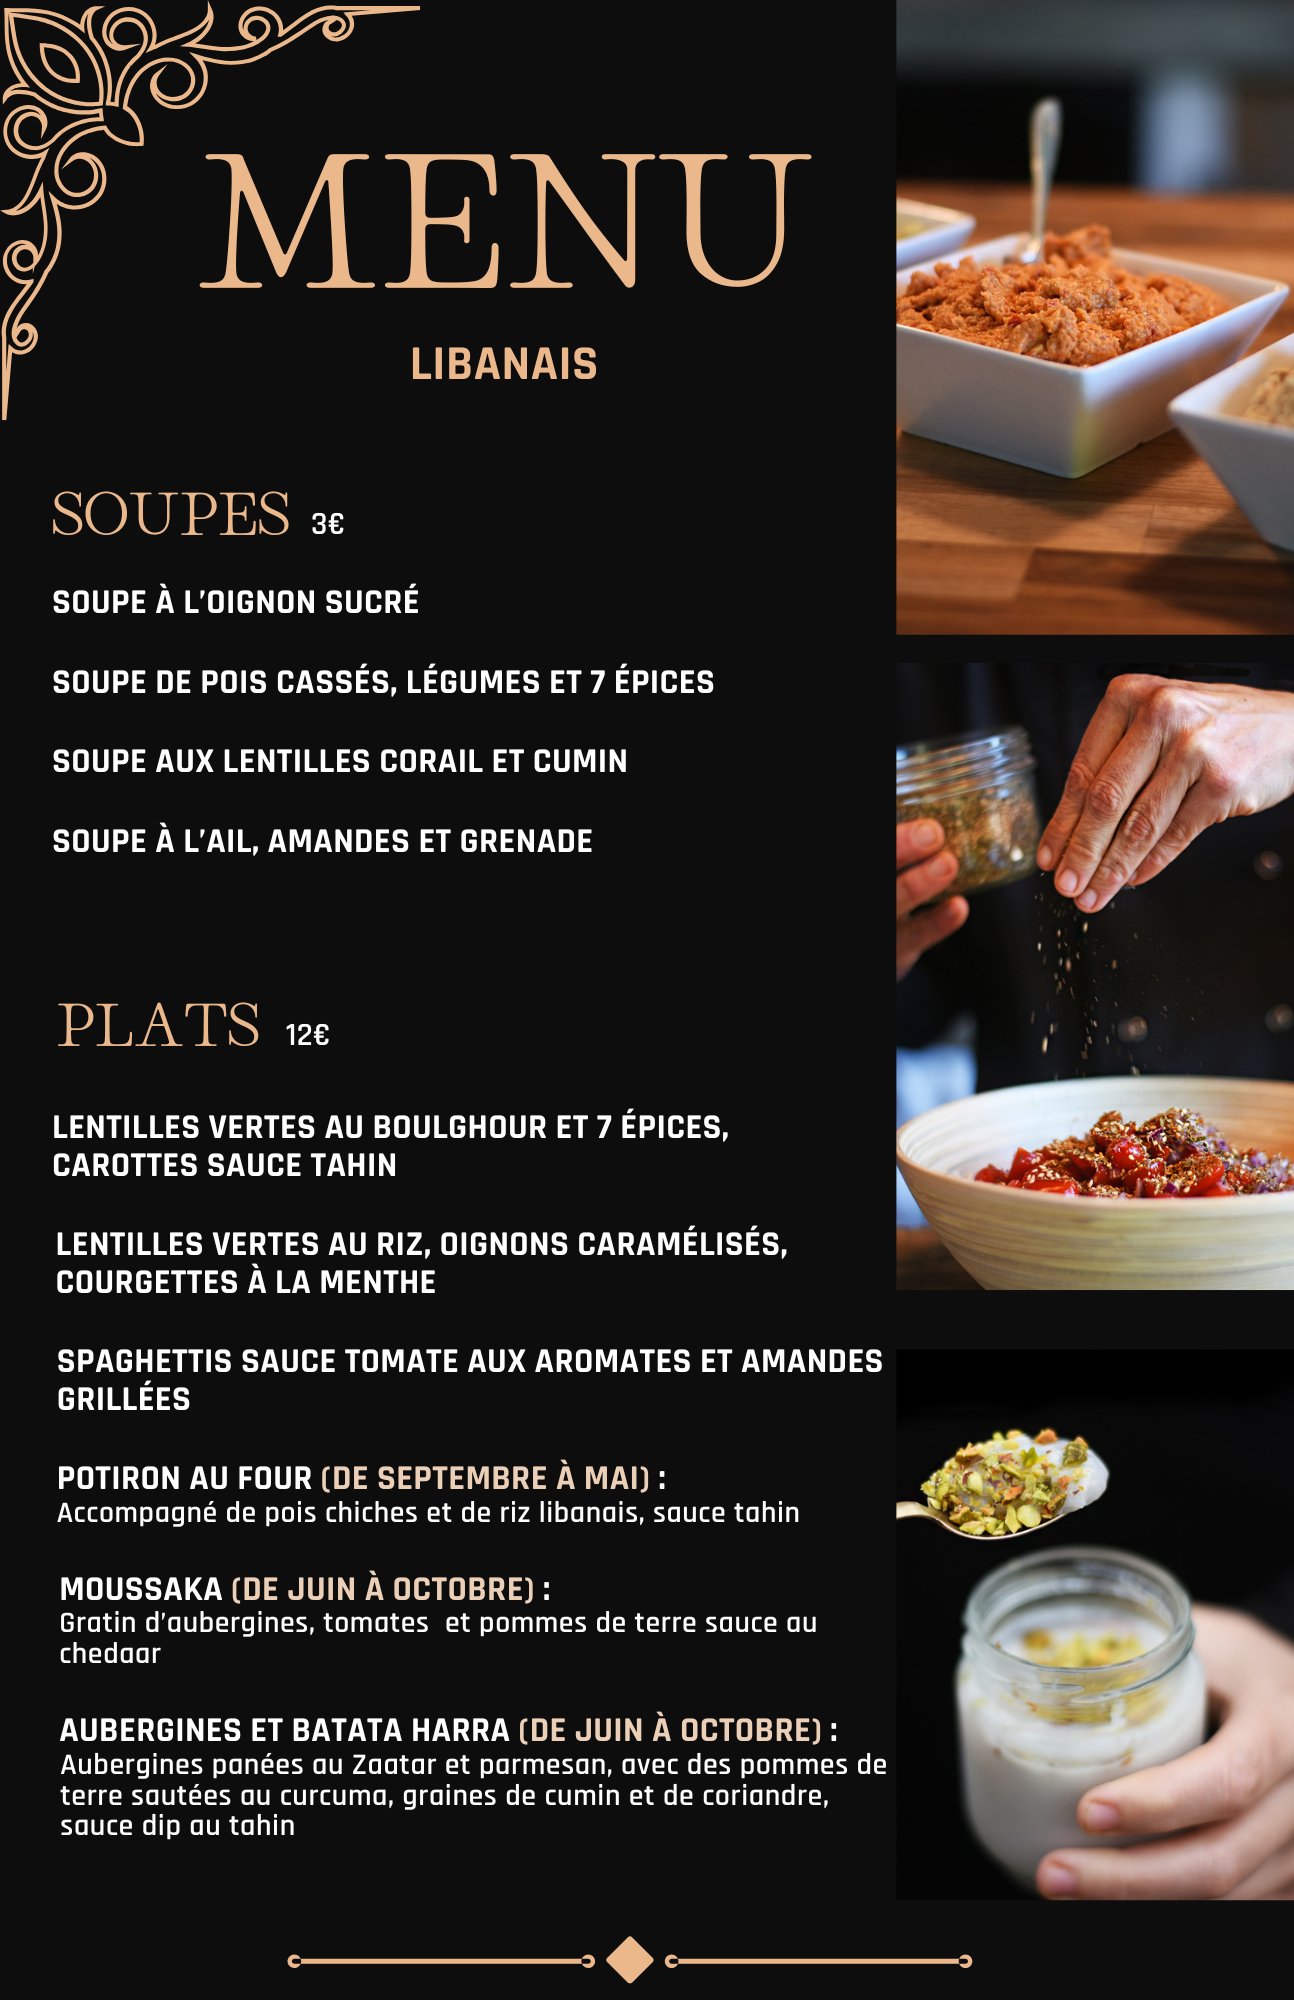 MENU
LIBANAIS
SOUPES 3€
SOUPE À L'OIGNON SUCRÉ
SOUPE DE POIS CASSÉS, LÉGUMES ET 7 ÉPICES
SOUPE AUX LENTILLES CORAIL ET CUMIN
SOUPE À L'AIL, AMANDES ET GRENADE
PLATS 12€
LENTILLES VERTES AU BOULGHOUR ET 7 ÉPICES,
CAROTTES SAUCE TAHIN
LENTILLES VERTES AU RIZ, OIGNONS CARAMÉLISÉS,
COURGETTES À LA MENTHE
SPAGHETTIS SAUCE TOMATE AUX AROMATES ET AMANDES
GRILLÉES
POTIRON AU FOUR (DE SEPTEMBRE À MAI) :
Accompagné de pois chiches et de riz libanais, sauce tahin
MOUSSAKA (DE JUIN À OCTOBRE) :
Gratin d'aubergines, tomates  et pommes de terre sauce au
chedaar
AUBERGINES ET BATATA HARRA (DE JUIN À OCTOBRE) :
Aubergines panées au Zaatar et parmesan, avec des pommes de
terre sautées au curcuma, graines de cumin et de coriandre,
sauce dip au tahin